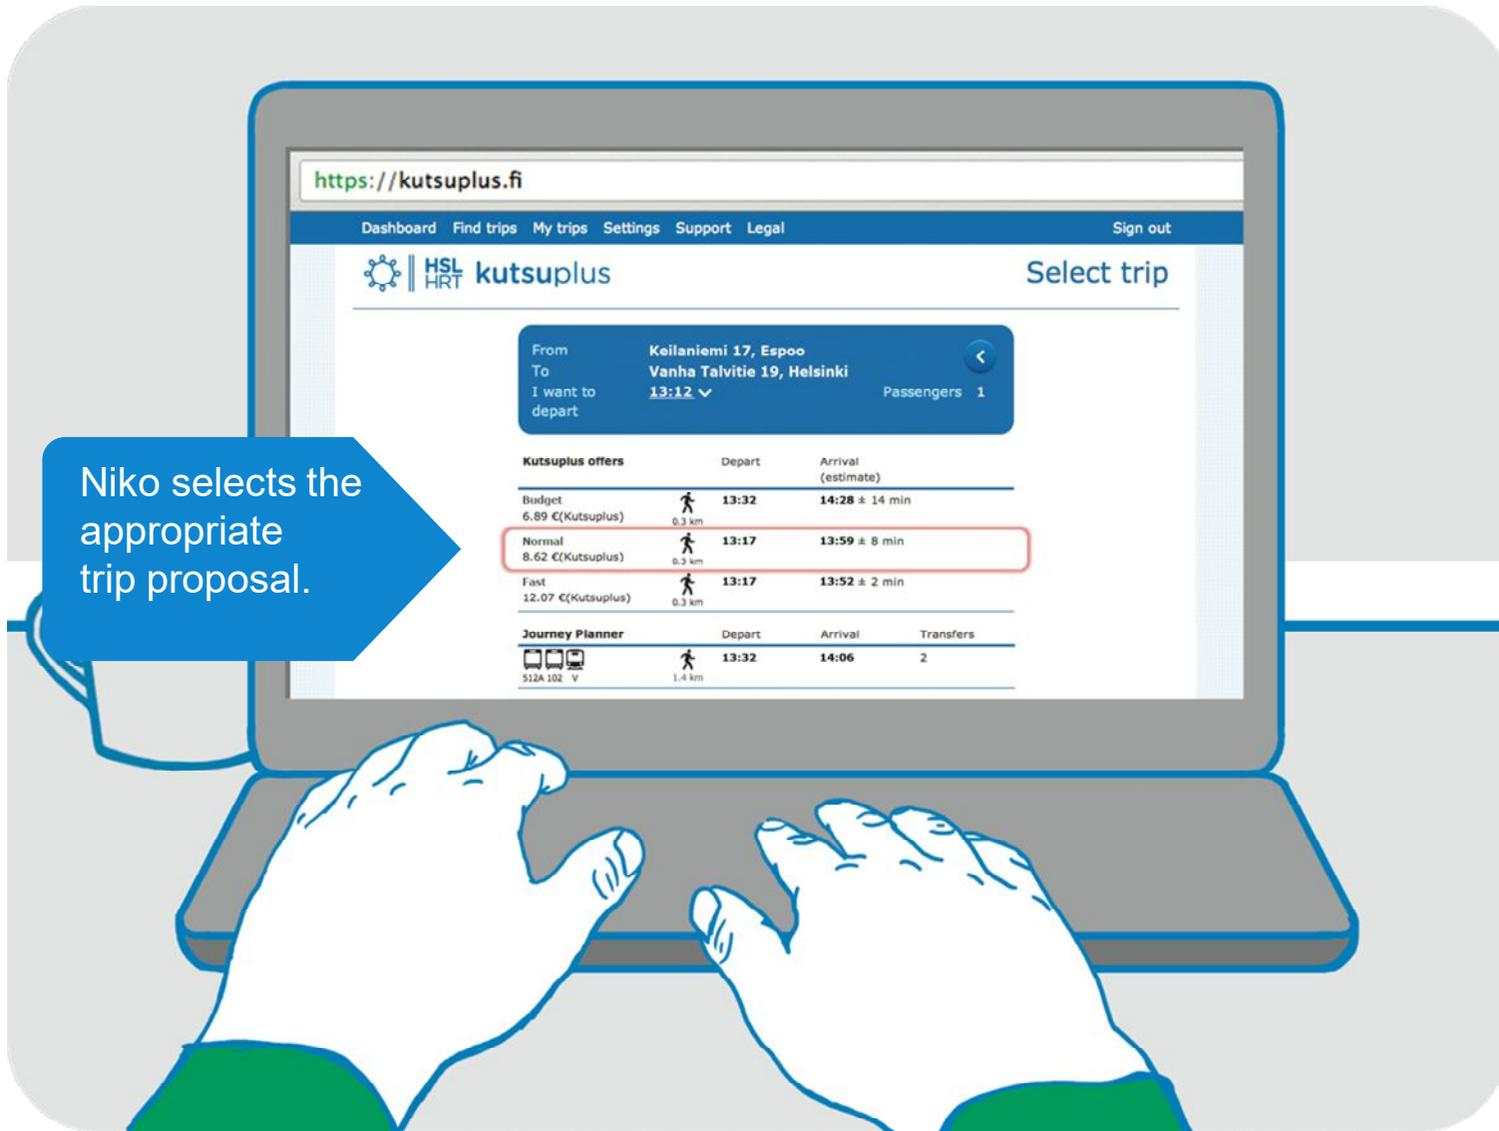 https://kutsuplus.fi
Dashboard Find trips My trips Settings Support Legal Sign out
HSL HRT kutsuplus Select trip
From Keilaniemi 17, Espoo
To Vanha Talvitie 19, Helsinki
I want to depart 13:12 Passengers 1
Niko selects the
appropriate
trip proposal.
Kutsuplus offers Depart Arrival (estimate)
Budget 13:32 14:28 ± 14 min
6.89 €(Kutsuplus) 0.3 km
Normal 13:17 13:59 ± 8 min
8.62 €(Kutsuplus) 0.3 km
Fast 13:17 13:52 ± 2 min
12.07 €(Kutsuplus) 0.3 km
Journey Planner Depart Arrival Transfers
13:32 14:06 2
512A 102 V 1.4 km